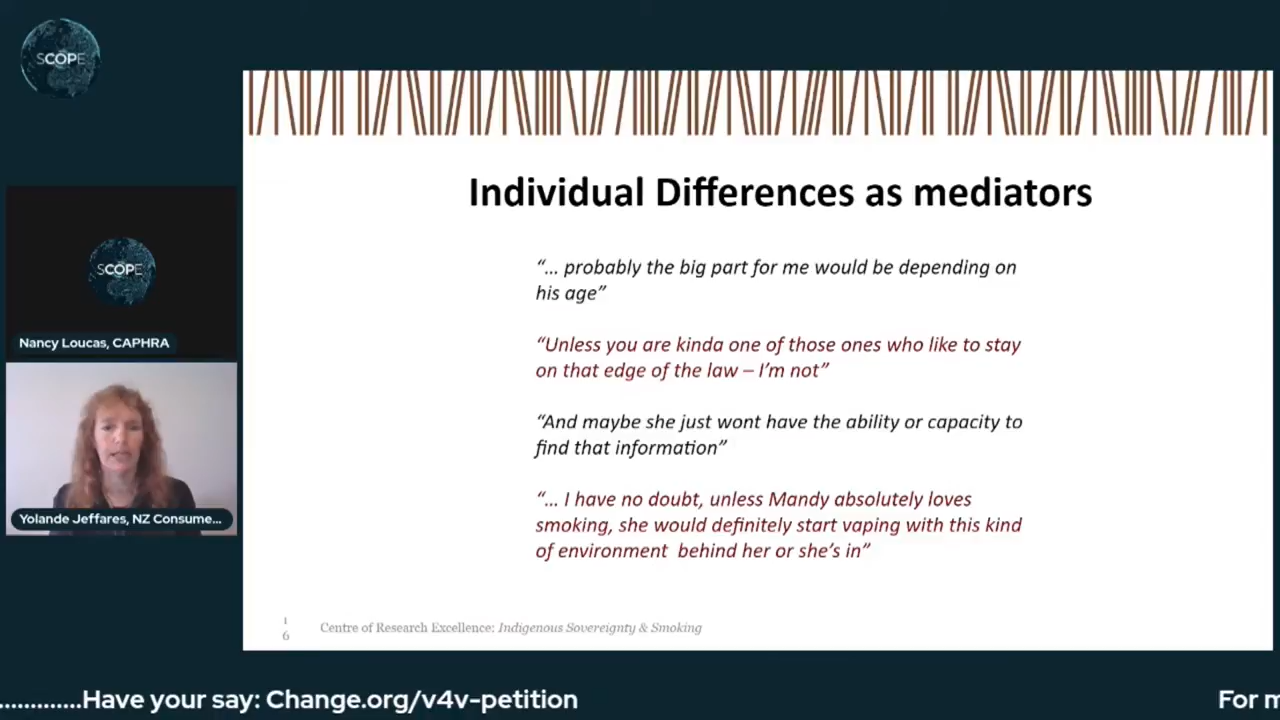 SCOPE
Individual Differences as mediators
“... probably the big part for me would be depending on
his age”
“Unless you are kinda one of those ones who like to stay
on that edge of the law – I’m not”
“And maybe she just wont have the ability or capacity to
find that information”
“... I have no doubt, unless Mandy absolutely loves
smoking, she would definitely start vaping with this kind
of environment behind her or she’s in”
1
6
Centre of Research Excellence: Indigenous Sovereignty & Smoking
SCOPE
Nancy Loucas, CAPHRA
Yolande Jeffares, NZ Consume...
.............Have your say: Change.org/v4v-petition
For m